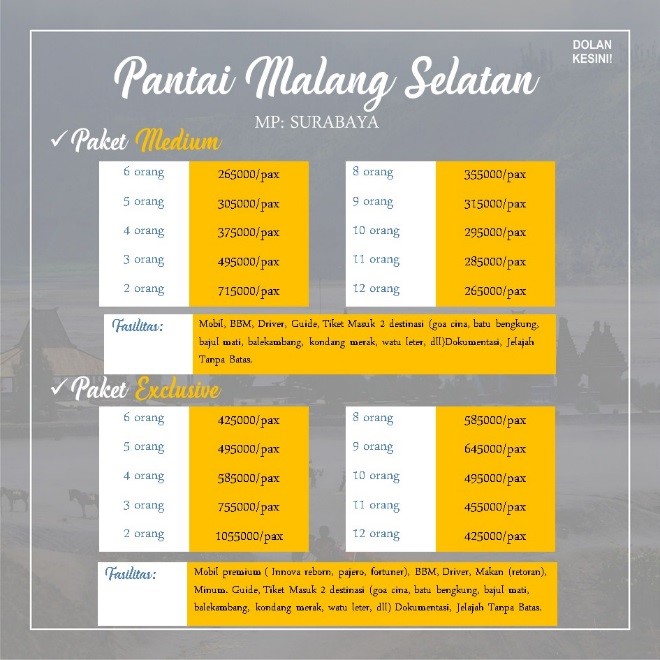 DOLAN
KESINI!
Pantai Malang Selatan
MP: SURABAYA
✓ Paket Medium
6 orang 265000/pax
5 orang 305000/pax
4 orang 375000/pax
3 orang 495000/pax
2 orang 715000/pax
8 orang 355000/pax
9 orang 315000/pax
10 orang 295000/pax
11 orang 285000/pax
12 orang 265000/pax
Fasilitas:
Mobil, BBM, Driver, Guide, Tiket Masuk 2 destinasi (goa cina, batu bengkung,
bajul mati, balekambang, kondang merak, watu leter, dll)Dokumentasi, Jelajah
Tanpa Batas.
✓ Paket Exclusive
6 orang 425000/pax
5 orang 495000/pax
4 orang 585000/pax
3 orang 755000/pax
2 orang 1055000/pax
8 orang 585000/pax
9 orang 645000/pax
10 orang 495000/pax
11 orang 455000/pax
12 orang 425000/pax
Fasilitas:
Mobil premium ( Innova reborn, pajero, fortuner), BBM, Driver, Makan (retoran),
Minum. Guide, Tiket Masuk 2 destinasi (goa cina, batu bengkung, bajul mati,
balekambang, kondang merak, watu leter, dl) Dokumentasi, Jelajah Tanpa Batas.